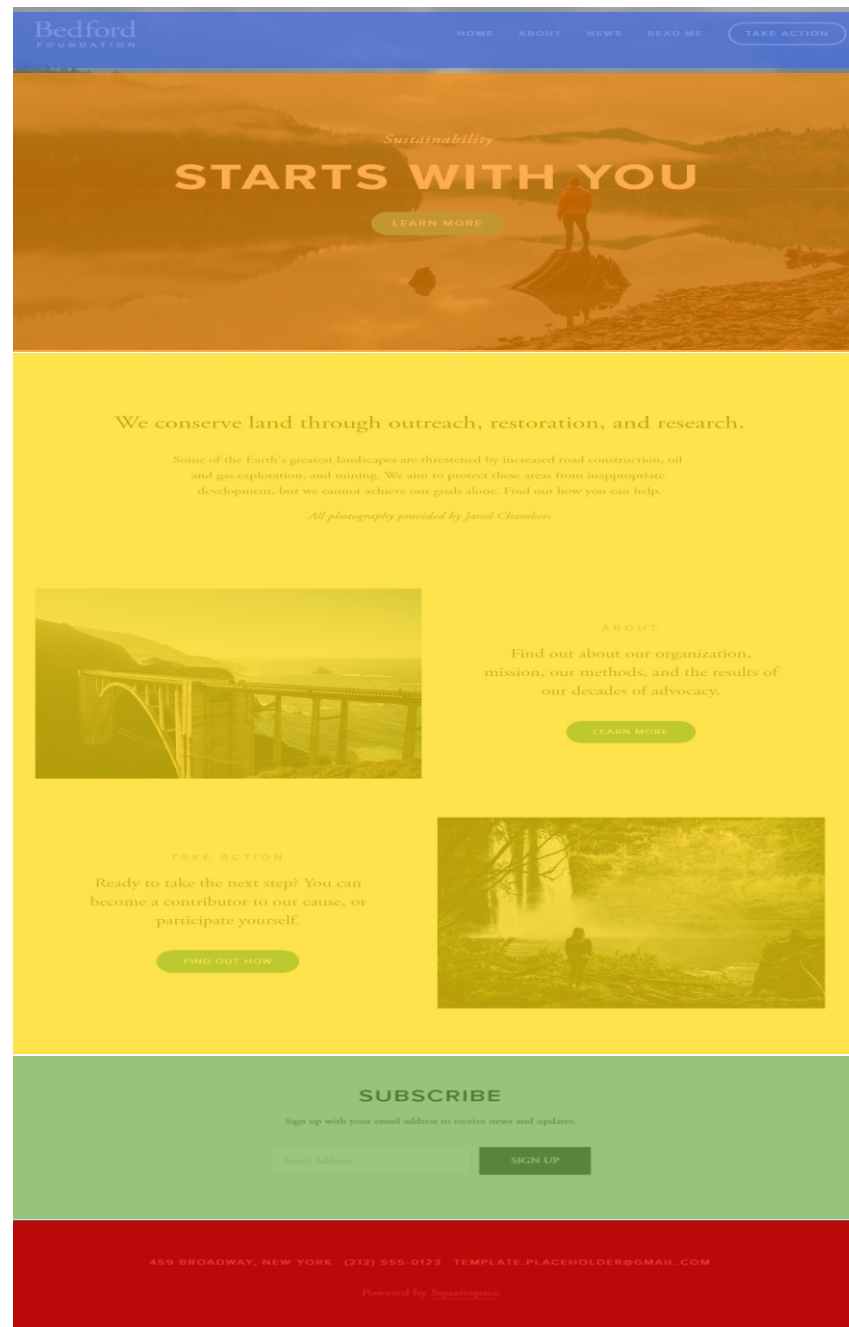 Bedford
FOUNDATION
HOME ABOUT NEWS READ ME TAKE ACTION
Sustainability
STARTS WITH YOU
LEARN MORE
We conserve land through outreach, restoration, and research.
Some of the Earth's greatest landscapes are threatened by increased road construction, oil
and gas exploration, and mining. We aim to protect these areas from inappropriate
development, but we cannot achieve our goals alone. Find out how you can help.
All photography provided by Jared Chambers
ABOUT
Find out about our organization,
mission, our methods, and the results of
our decades of advocacy.
LEARN MORE
TAKE ACTION
Ready to take the next step? You can
become a contributor to our cause, or
participate yourself.
FIND OUT HOW
SUBSCRIBE
Sign up with your email address to receive news and updates.
Email Address SIGN UP
459 BROADWAY, NEW YORK (212) 555-0123 TEMPLATE.PLACEHOLDER@GMAIL.COM
Powered by Squarespace